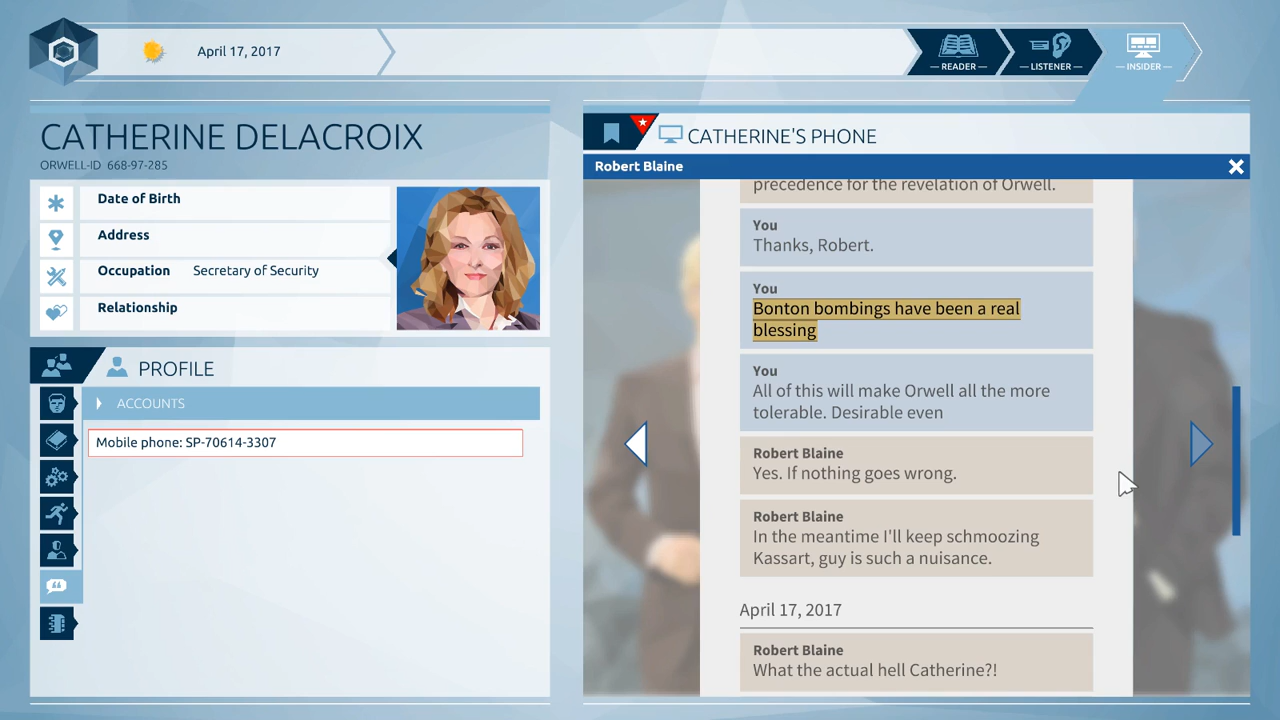 April 17, 2017
— READER —
— LISTENER —
— INSIDER —
CATHERINE DELACROIX
ORWELL-ID 668-97-285
Date of Birth
Address
Occupation Secretary of Security
Relationship
PROFILE
ACCOUNTS
Mobile phone: SP-70614-3307
CATHERINE'S PHONE
Robert Blaine
precedence for the revelation of Orwell.
You
Thanks, Robert.
You
Bonton bombings have been a real
blessing
You
All of this will make Orwell all the more
tolerable. Desirable even
Robert Blaine
Yes. If nothing goes wrong.
Robert Blaine
In the meantime I'll keep schmoozing
Kassart, guy is such a nuisance.
April 17, 2017
Robert Blaine
What the actual hell Catherine?!